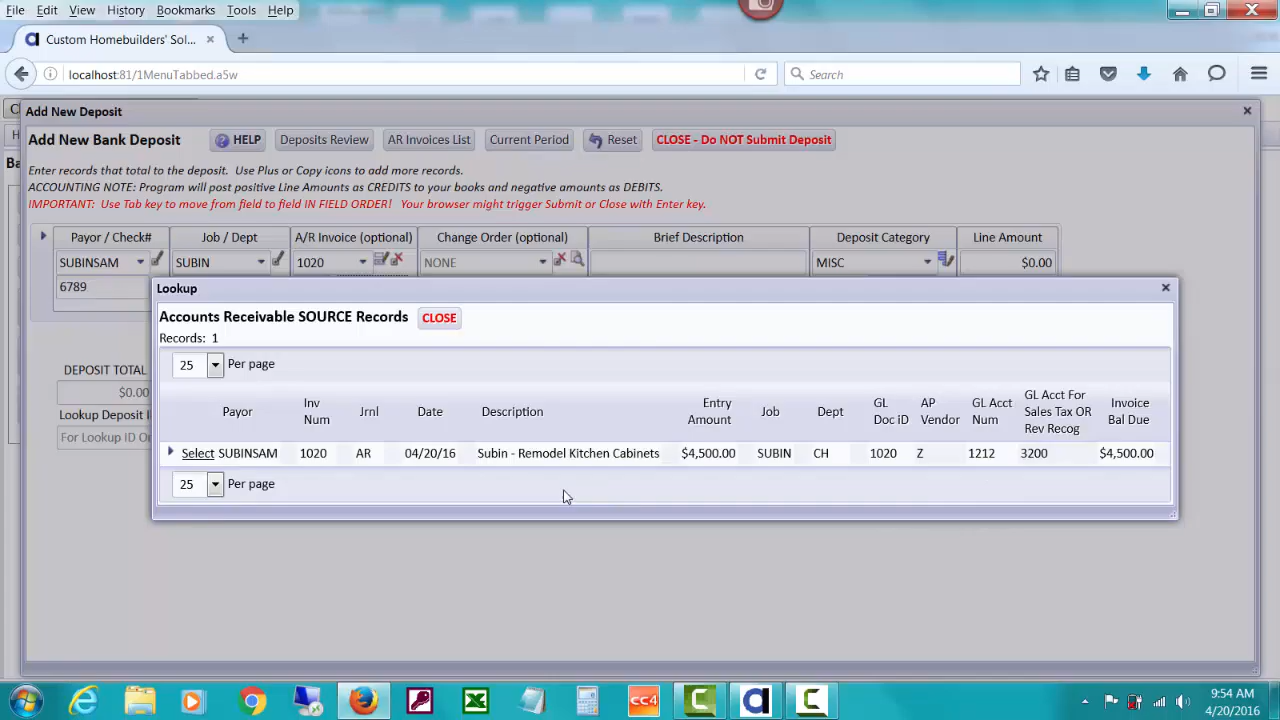 File Edit View History Bookmarks Tools Help
Custom Homebuilders' Sol...
localhost:81/1MenuTabbed.a5w
Search
Add New Deposit
Add New Bank Deposit HELP Deposits Review AR Invoices List Current Period Reset CLOSE - Do NOT Submit Deposit
Enter records that total to the deposit. Use Plus or Copy icons to add more records.
ACCOUNTING NOTE: Program will post positive Line Amounts as CREDITS to your books and negative amounts as DEBITS.
IMPORTANT: Use Tab key to move from field to field IN FIELD ORDER! Your browser might trigger Submit or Close with Enter key.
Payor / Check# Job / Dept A/R Invoice (optional) Change Order (optional) Brief Description Deposit Category Line Amount
SUBINSAM SUBIN 1020 NONE MISC $0.00
6789
Lookup
Accounts Receivable SOURCE Records CLOSE
Records: 1
25 Per page
DEPOSIT TOTAL
$0.00
Lookup Deposit I
For Lookup ID O
Payor Inv Num Jrnl Date Description Entry Amount Job Dept GL Doc iD AP Vendor GL Acct Num GL Acct For Sales Tax OR Rev Recog Invoice Bal Due
Select SUBINSAM 1020 AR 04/20/16 Subin - Remodel Kitchen Cabinets $4,500.00 SUBIN CH 1020 Z 1212 3200 $4,500.00
25 Per page
CC4
9:54 AM
4/20/2016